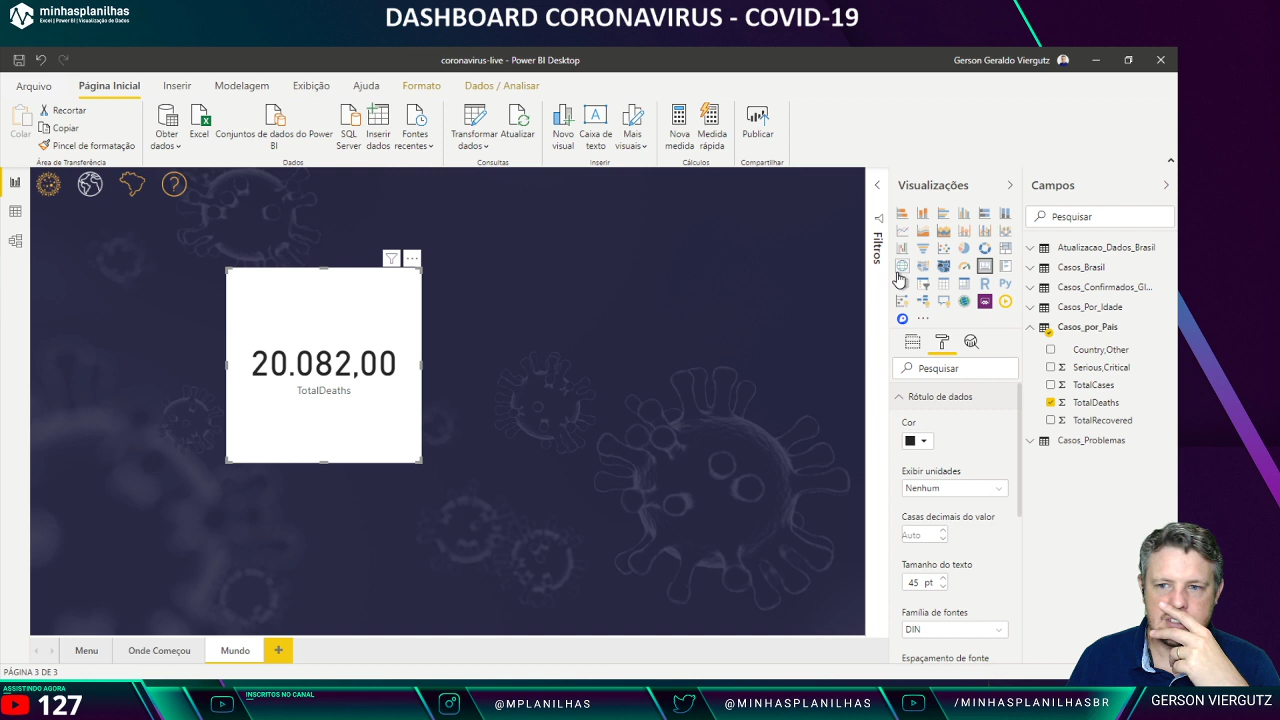 minhasplanilhas
Excel | Power BI | Visualização de Dados
DASHBOARD CORONAVIRUS - COVID-19
coronavirus-live - Power BI Desktop
Gerson Geraldo Viergutz
Arquivo
Página Inicial
Inserir
Modelagem
Exibição
Ajuda
Formato
Dados / Analisar
Colar
Recortar
Copiar
Pincel de formatação
Área de Transferência
Obter dados
Excel
Conjuntos de dados do Power BI
SQL Server
Inserir dados
Fontes recentes
Dados
Transformar dados
Atualizar
Consultas
Novo visual
Caixa de texto
Mais visuais
Inserir
Nova medida
Medida rápida
Cálculos
Publicar
Compartilhar
20.082,00
TotalDeaths
Filtros
Visualizações
R
Py
Pesquisar
Rótulo de dados
Cor
Exibir unidades
Nenhum
Casas decimais do valor
Auto
Tamanho do texto
45 pt
Família de fontes
DIN
Espaçamento de fonte
Campos
Pesquisar
Atualizacao_Dados_Brasil
Casos_Brasil
Casos_Confirmados_Gl...
Casos_Por_Idade
Casos_por_Pais
Country,Other
Serious,Critical
TotalCases
TotalDeaths
TotalRecovered
Casos_Problemas
Menu
Onde Começou
Mundo
PÁGINA 3 DE 3
ASSISTINDO AGORA
127
INSCRITOS NO CANAL
@MPLANILHAS
@MINHASPLANILHAS
/MINHASPLANILHASBR
GERSON VIERGUTZ